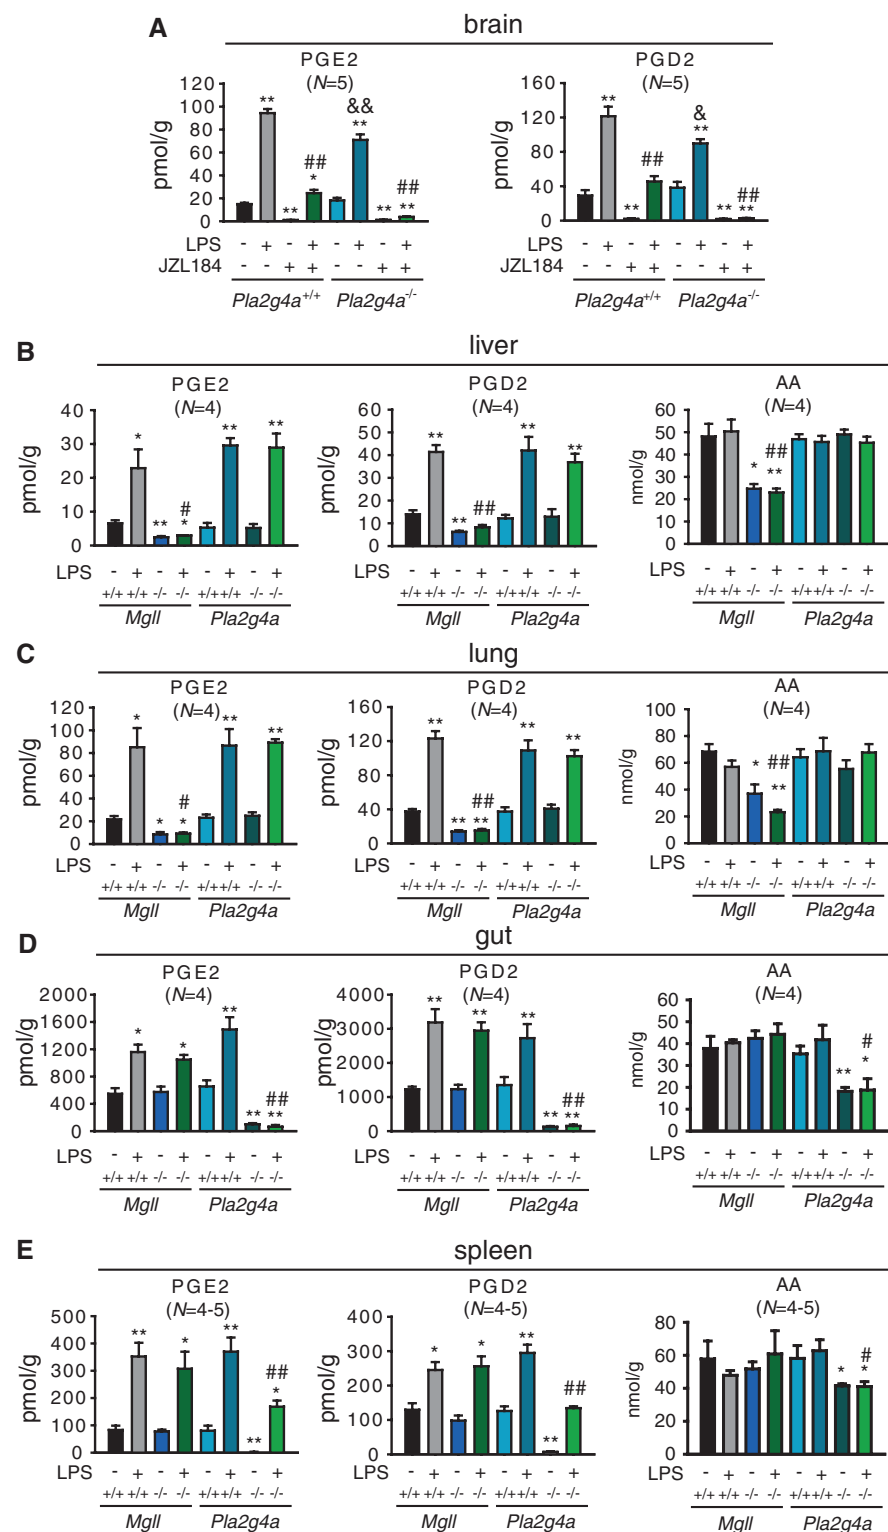 A
brain
PGE2 PGD2
(N=5) (N=5)
pmol/g pmol/g
120 100 80 60 40 20 0
** ** ## * && ** ** ## **
160 120 80 40 0
** ** ## & ** ** ## **
LPS - + - + - + - + - + - + - + - +
JZL184 - - + + - - + + - - + + - - + +
Pla2g4a+/+ Pla2g4a-/- Pla2g4a+/+ Pla2g4a-/-
B
liver
PGE2 PGD2 AA
(N=4) (N=4) (N=4)
pmol/g pmol/g nmol/g
40 30 20 10 0
* ** # * ** **
60 50 40 30 20 10 0
** ** ## ** **
60 50 40 30 20 10 0
* ## **
LPS - + - + - + - + LPS - + - + - + - + LPS - + - + - + - +
+/+ +/+ -/- -/- +/+ +/+ -/- -/- +/+ +/+ -/- -/- +/+ +/+ -/- -/- +/+ +/+ -/- -/- +/+ +/+ -/- -/-
Mgll Pla2g4a Mgll Pla2g4a Mgll Pla2g4a
C
lung
PGE2 PGD2 AA
(N=4) (N=4) (N=4)
pmol/g pmol/g nmol/g
120 100 80 60 40 20 0
* * # * ** **
160 120 80 40 0
** ** ## ** ** **
100 80 60 40 20 0
* ## **
LPS - + - + - + - + LPS - + - + - + - + LPS - + - + - + - +
+/+ +/+ -/- -/- +/+ +/+ -/- -/- +/+ +/+ -/- -/- +/+ +/+ -/- -/- +/+ +/+ -/- -/- +/+ +/+ -/- -/-
Mgll Pla2g4a Mgll Pla2g4a Mgll Pla2g4a
D
gut
PGE2 PGD2 AA
(N=4) (N=4) (N=4)
pmol/g pmol/g nmol/g
2000 1600 1200 800 400 0
* * ** ** ## **
4000 3000 2000 1000 0
** ** ** ** ## **
60 50 40 30 20 10 0
** # *
LPS - + - + - + - + LPS - + - + - + - + LPS - + - + - + - +
+/+ +/+ -/- -/- +/+ +/+ -/- -/- +/+ +/+ -/- -/- +/+ +/+ -/- -/- +/+ +/+ -/- -/- +/+ +/+ -/- -/-
Mgll Pla2g4a Mgll Pla2g4a Mgll Pla2g4a
E
spleen
PGE2 PGD2 AA
(N=4-5) (N=4-5) (N=4-5)
pmol/g pmol/g nmol/g
500 400 300 200 100 0
** * ** ** ## *
400 300 200 100 0
* * ** ** ##
80 60 40 20 0
* # *
LPS - + - + - + - + LPS - + - + - + - + LPS - + - + - + - +
+/+ +/+ -/- -/- +/+ +/+ -/- -/- +/+ +/+ -/- -/- +/+ +/+ -/- -/- +/+ +/+ -/- -/- +/+ +/+ -/- -/-
Mgll Pla2g4a Mgll Pla2g4a Mgll Pla2g4a